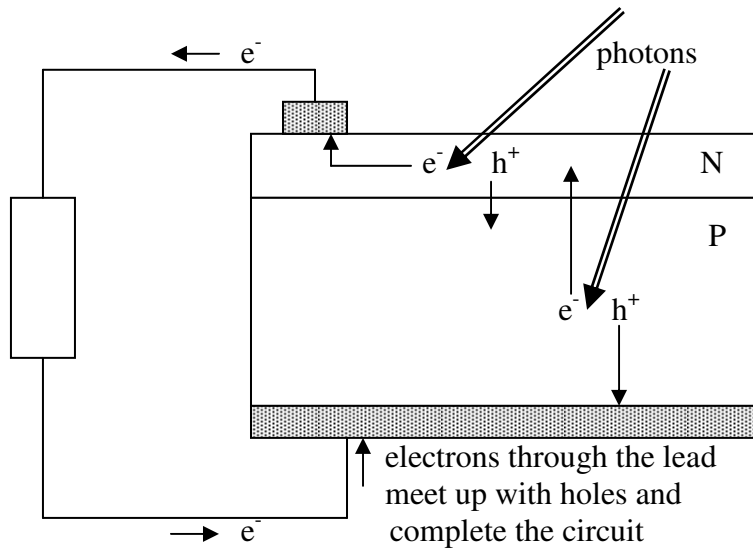 e⁻
photons
e⁻ h⁺ N
P
e⁻ h⁺
electrons through the lead
meet up with holes and
complete the circuit
e⁻